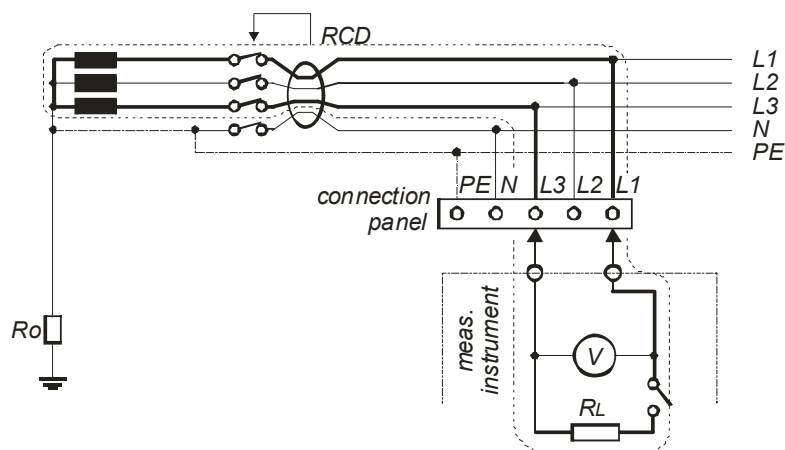 RCD
L1
L2
L3
N
PE
PE N L3 L2 L1
connection
panel
meas.
instrument
Ro
V
RL